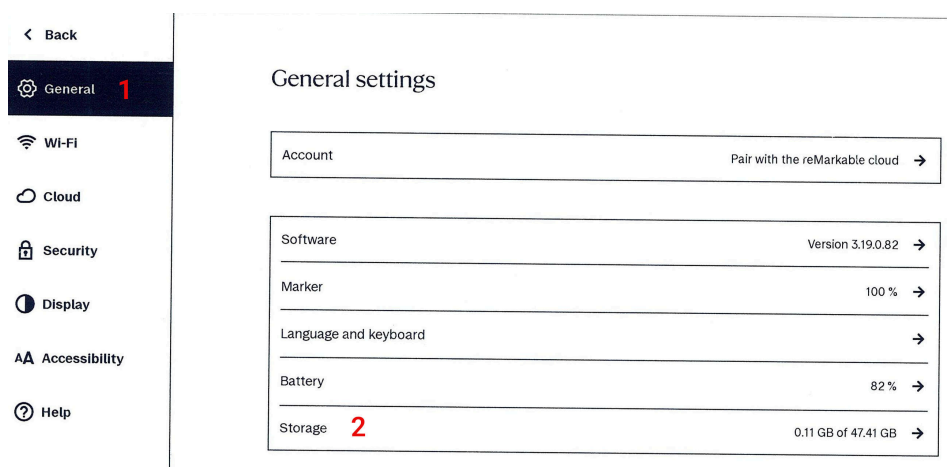 Back
General 1
Wi-Fi
Cloud
Security
Display
AA Accessibility
Help
General settings
Account Pair with the reMarkable cloud
Software Version 3.19.0.82
Marker 100 %
Language and keyboard
Battery 82 %
Storage 2 0.11 GB of 47.41 GB